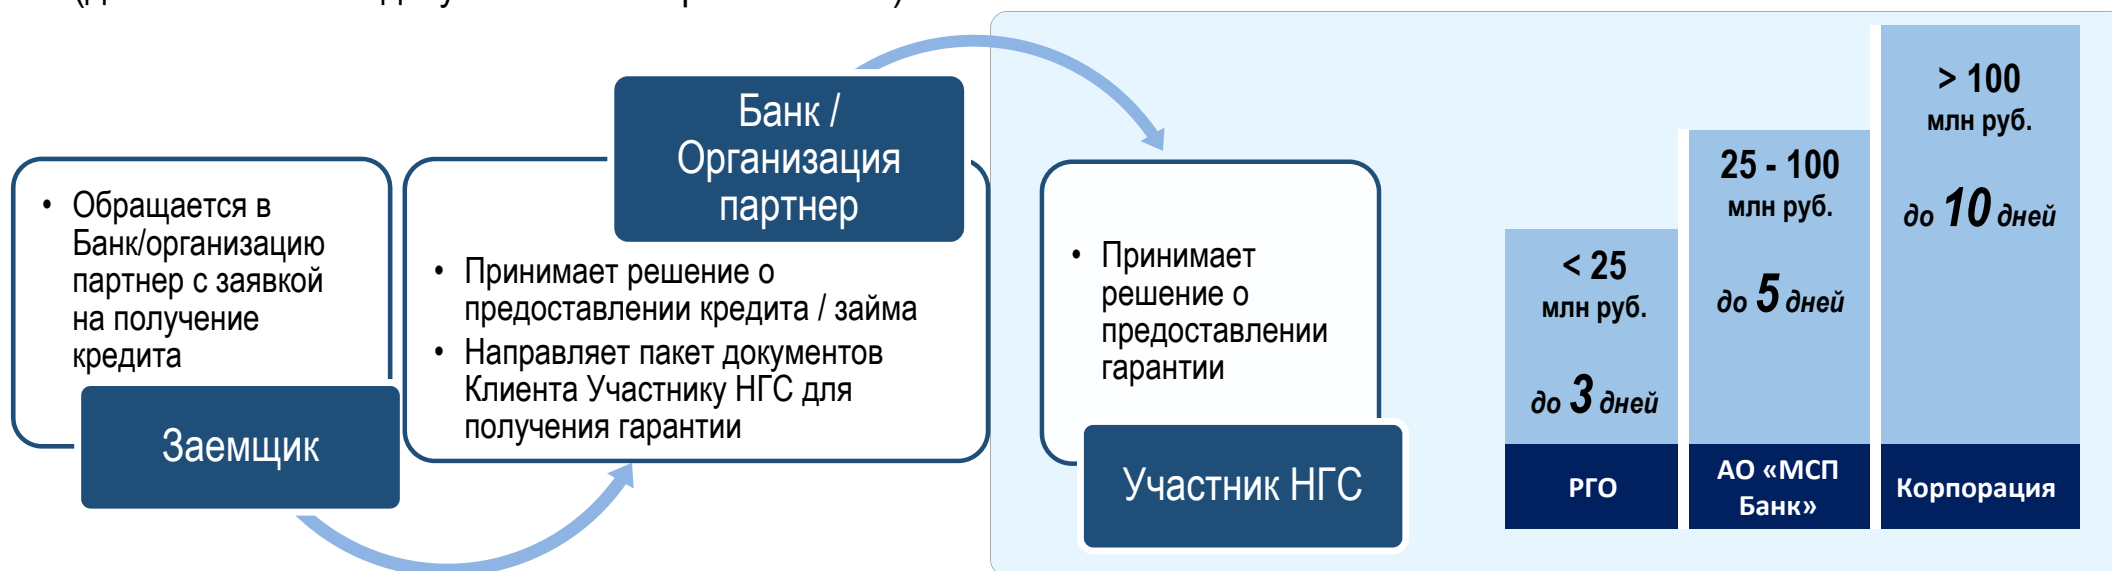 • Обращается в
Банк/организацию
партнер с заявкой
на получение
кредита
Заемщик
Банк /
Организация
партнер
• Принимает решение о
предоставлении кредита / займа
• Направляет пакет документов
Клиента Участнику НГС для
получения гарантии
• Принимает
решение о
предоставлении
гарантии
Участник НГС
< 25
млн руб.
до 3 дней
РГО
25 - 100
млн руб.
до 5 дней
АО «МСП
Банк»
> 100
млн руб.
до 10 дней
Корпорация